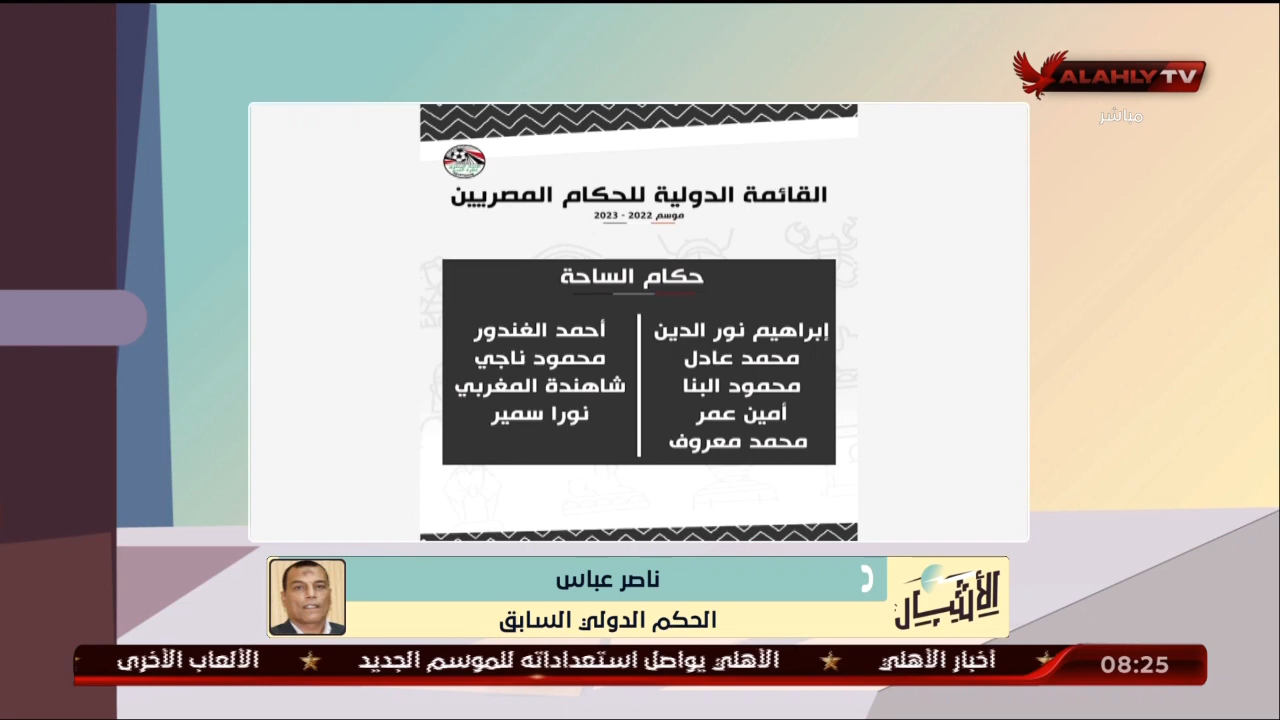 ALAHLY TV
مباشر
القائمة الدولية للحكام المصريين
موسم 2022 - 2023
حكام الساحة
إبراهيم نور الدين
محمد عادل
محمود البنا
أمين عمر
محمد معروف
أحمد الغندور
محمود ناجي
شاهندة المغربي
نورا سمير
ناصر عباس
الحكم الدولي السابق
08:25
أخبار الأهلي
الأهلي يواصل استعداداته للموسم الجديد
الألعاب الأخرى